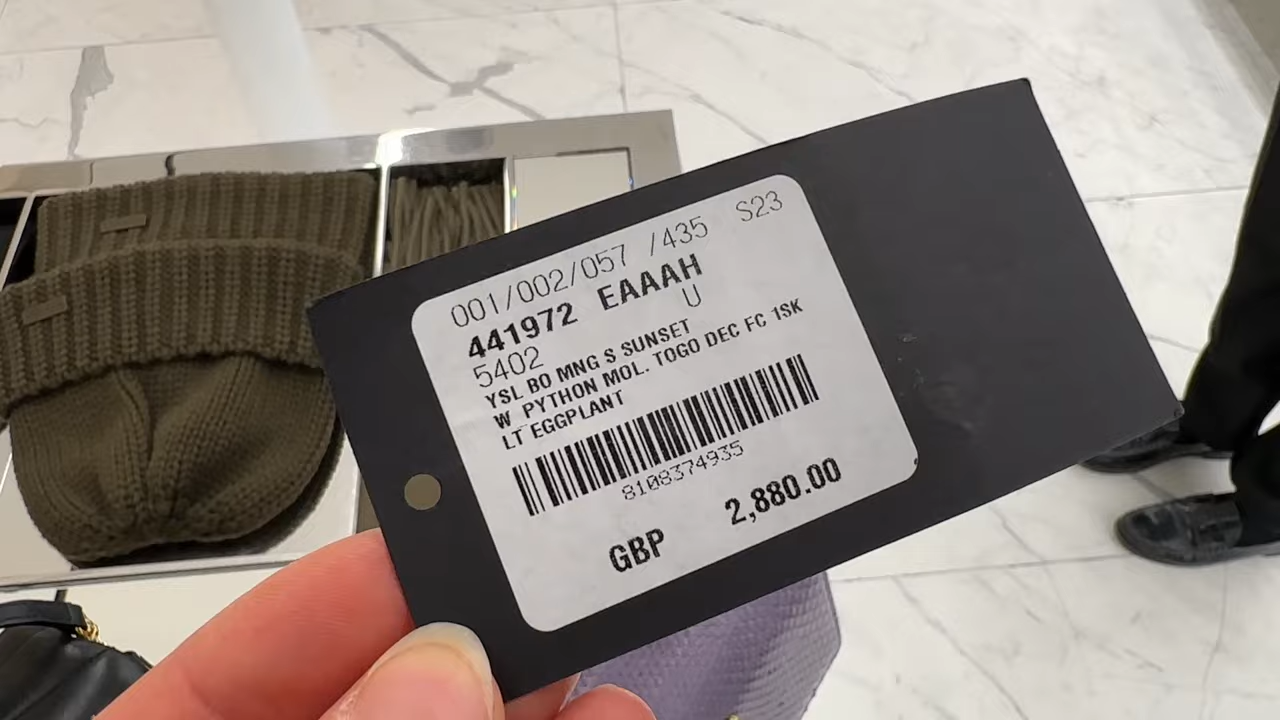 001/002/057 /435 S23
441972 EAAAH
5402 U
YSL BO MNG S SUNSET
W PYTHON MOL. TOGO DEC FC 1SK
LT EGGPLANT
8108374935
GBP 2,880.00